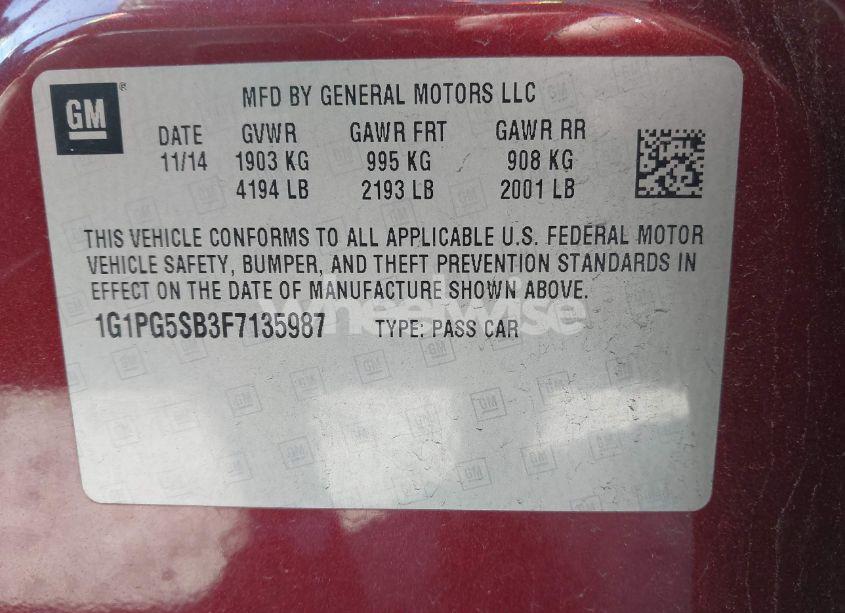 GM ®
MFD BY GENERAL MOTORS LLC
DATE GVWR GAWR FRT GAWR RR
11/14 1903 KG 995 KG 908 KG
4194 LB 2193 LB 2001 LB
THIS VEHICLE CONFORMS TO ALL APPLICABLE U.S. FEDERAL MOTOR
VEHICLE SAFETY, BUMPER, AND THEFT PREVENTION STANDARDS IN
EFFECT ON THE DATE OF MANUFACTURE SHOWN ABOVE.
Wheelwise
1G1PG5SB3F7135987 TYPE: PASS CAR